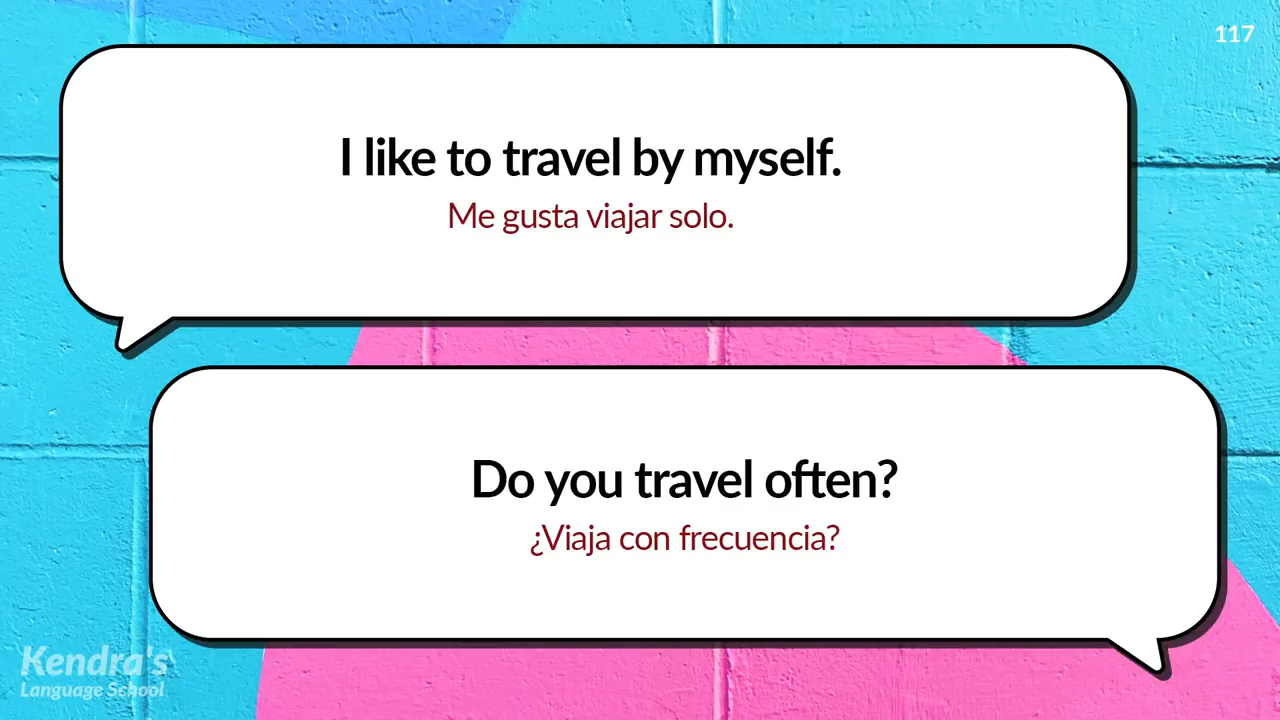 117
I like to travel by myself.
Me gusta viajar solo.
Do you travel often?
¿Viaja con frecuencia?
Kendra's
Language School